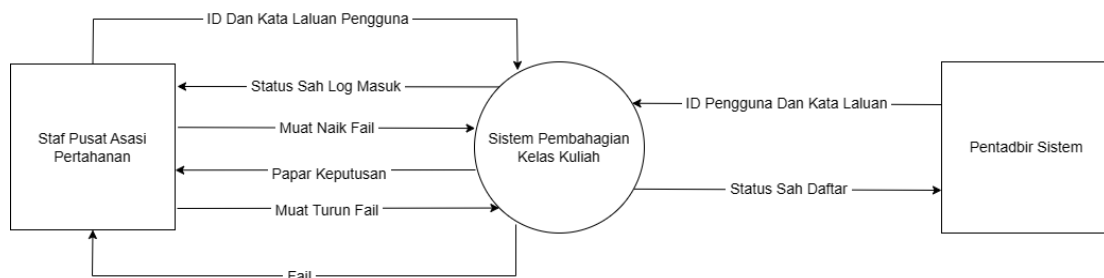 ID Dan Kata Laluan Pengguna
Status Sah Log Masuk
Muat Naik Fail
Papar Keputusan
Muat Turun Fail
Fail
Staf Pusat Asasi
Pertahanan
Sistem Pembahagian
Kelas Kuliah
ID Pengguna Dan Kata Laluan
Status Sah Daftar
Pentadbir Sistem